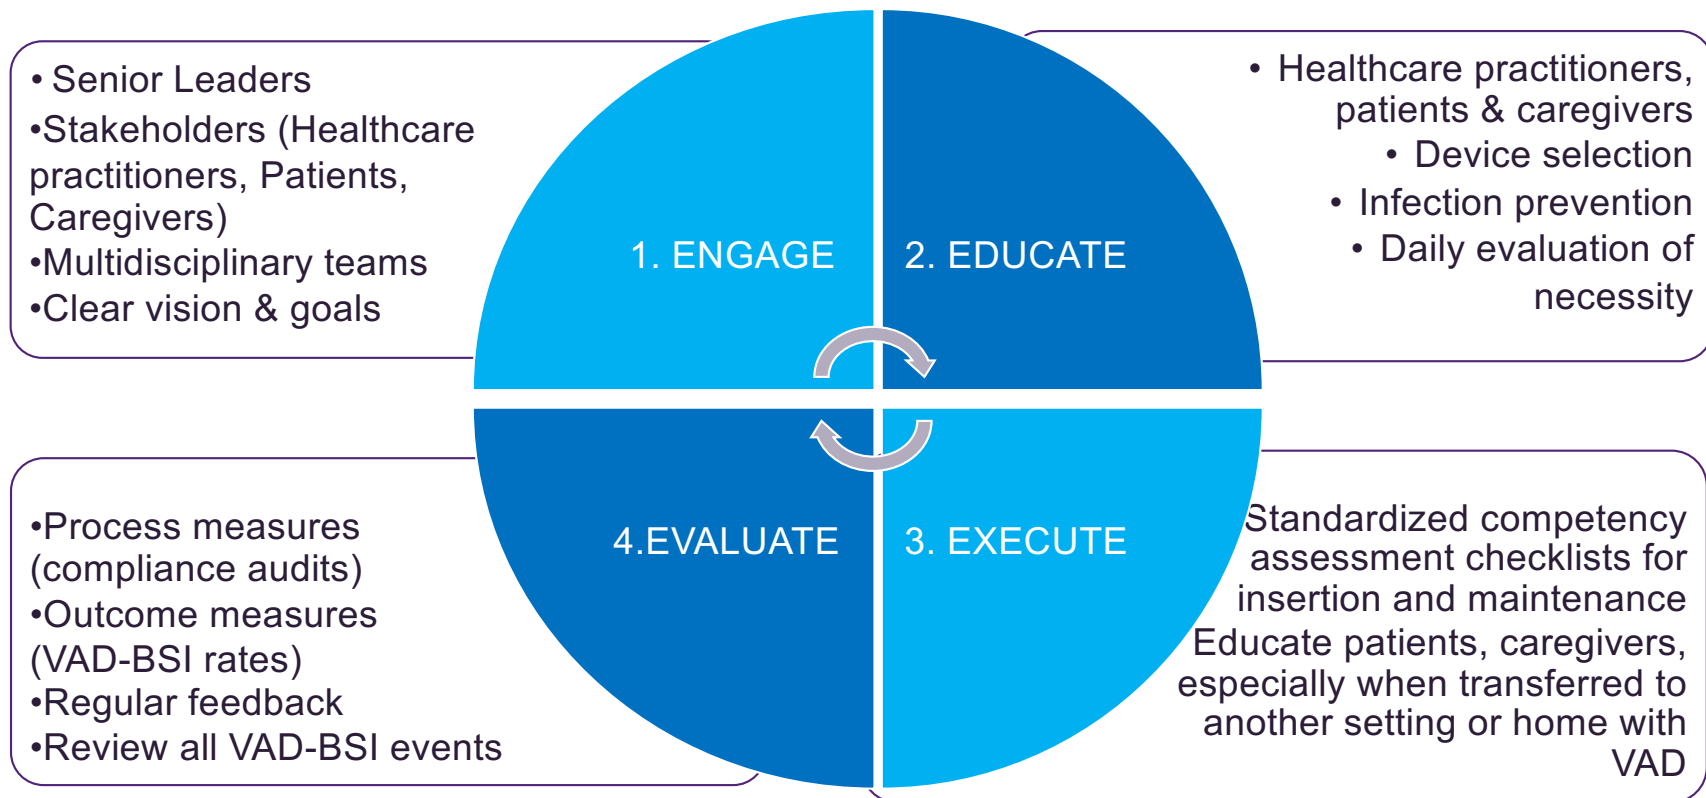 • Senior Leaders
•Stakeholders (Healthcare
practitioners, Patients,
Caregivers)
•Multidisciplinary teams
•Clear vision & goals
1. ENGAGE
2. EDUCATE
• Healthcare practitioners,
patients & caregivers
• Device selection
• Infection prevention
• Daily evaluation of
necessity
•Process measures
(compliance audits)
•Outcome measures
(VAD-BSI rates)
•Regular feedback
•Review all VAD-BSI events
4.EVALUATE
3. EXECUTE
Standardized competency
assessment checklists for
insertion and maintenance
Educate patients, caregivers,
especially when transferred to
another setting or home with
VAD